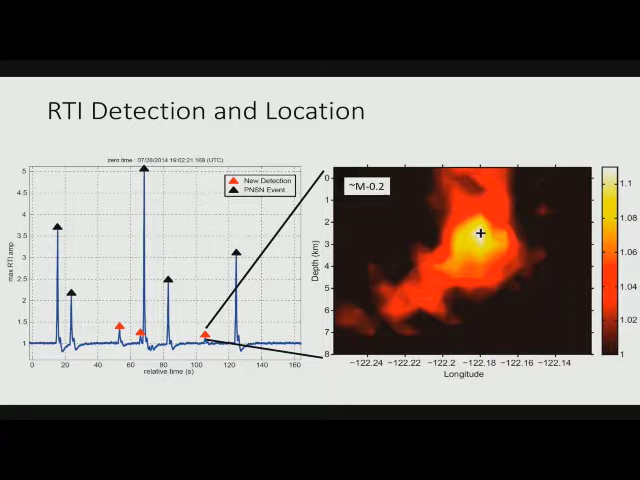 RTI Detection and Location
zero time : 07/28/2014 19:02:21.168 (UTC)
New Detection
PNSN Event
max RTI amp
5
4.5
4
3.5
3
2.5
2
1.5
1
0 20 40 60 80 100 120 140 160
relative time (s)
~M-0.2
Depth (km)
0
1
2
3
4
5
6
7
8
−122.24 −122.22 −122.2 −122.18 −122.16 −122.14
Longitude
1.1
1.08
1.06
1.04
1.02
1